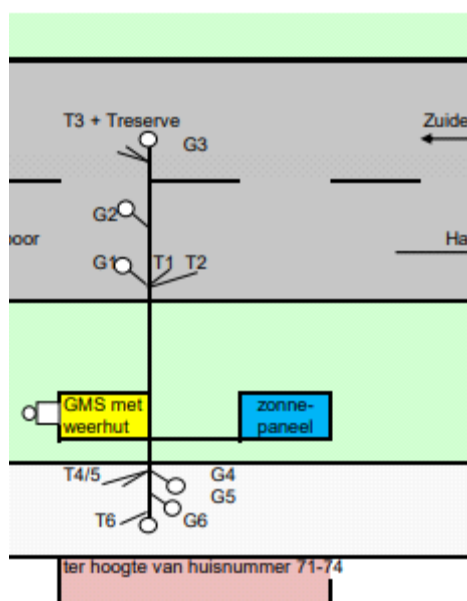 T3 + Treserve
G3
Zuide
G2
oor
Ha
G1 T1 T2
GMS met
weerhut
zonne-
paneel
T4/5
G4
G5
T6
G6
ter hoogte van huisnummer 71-74